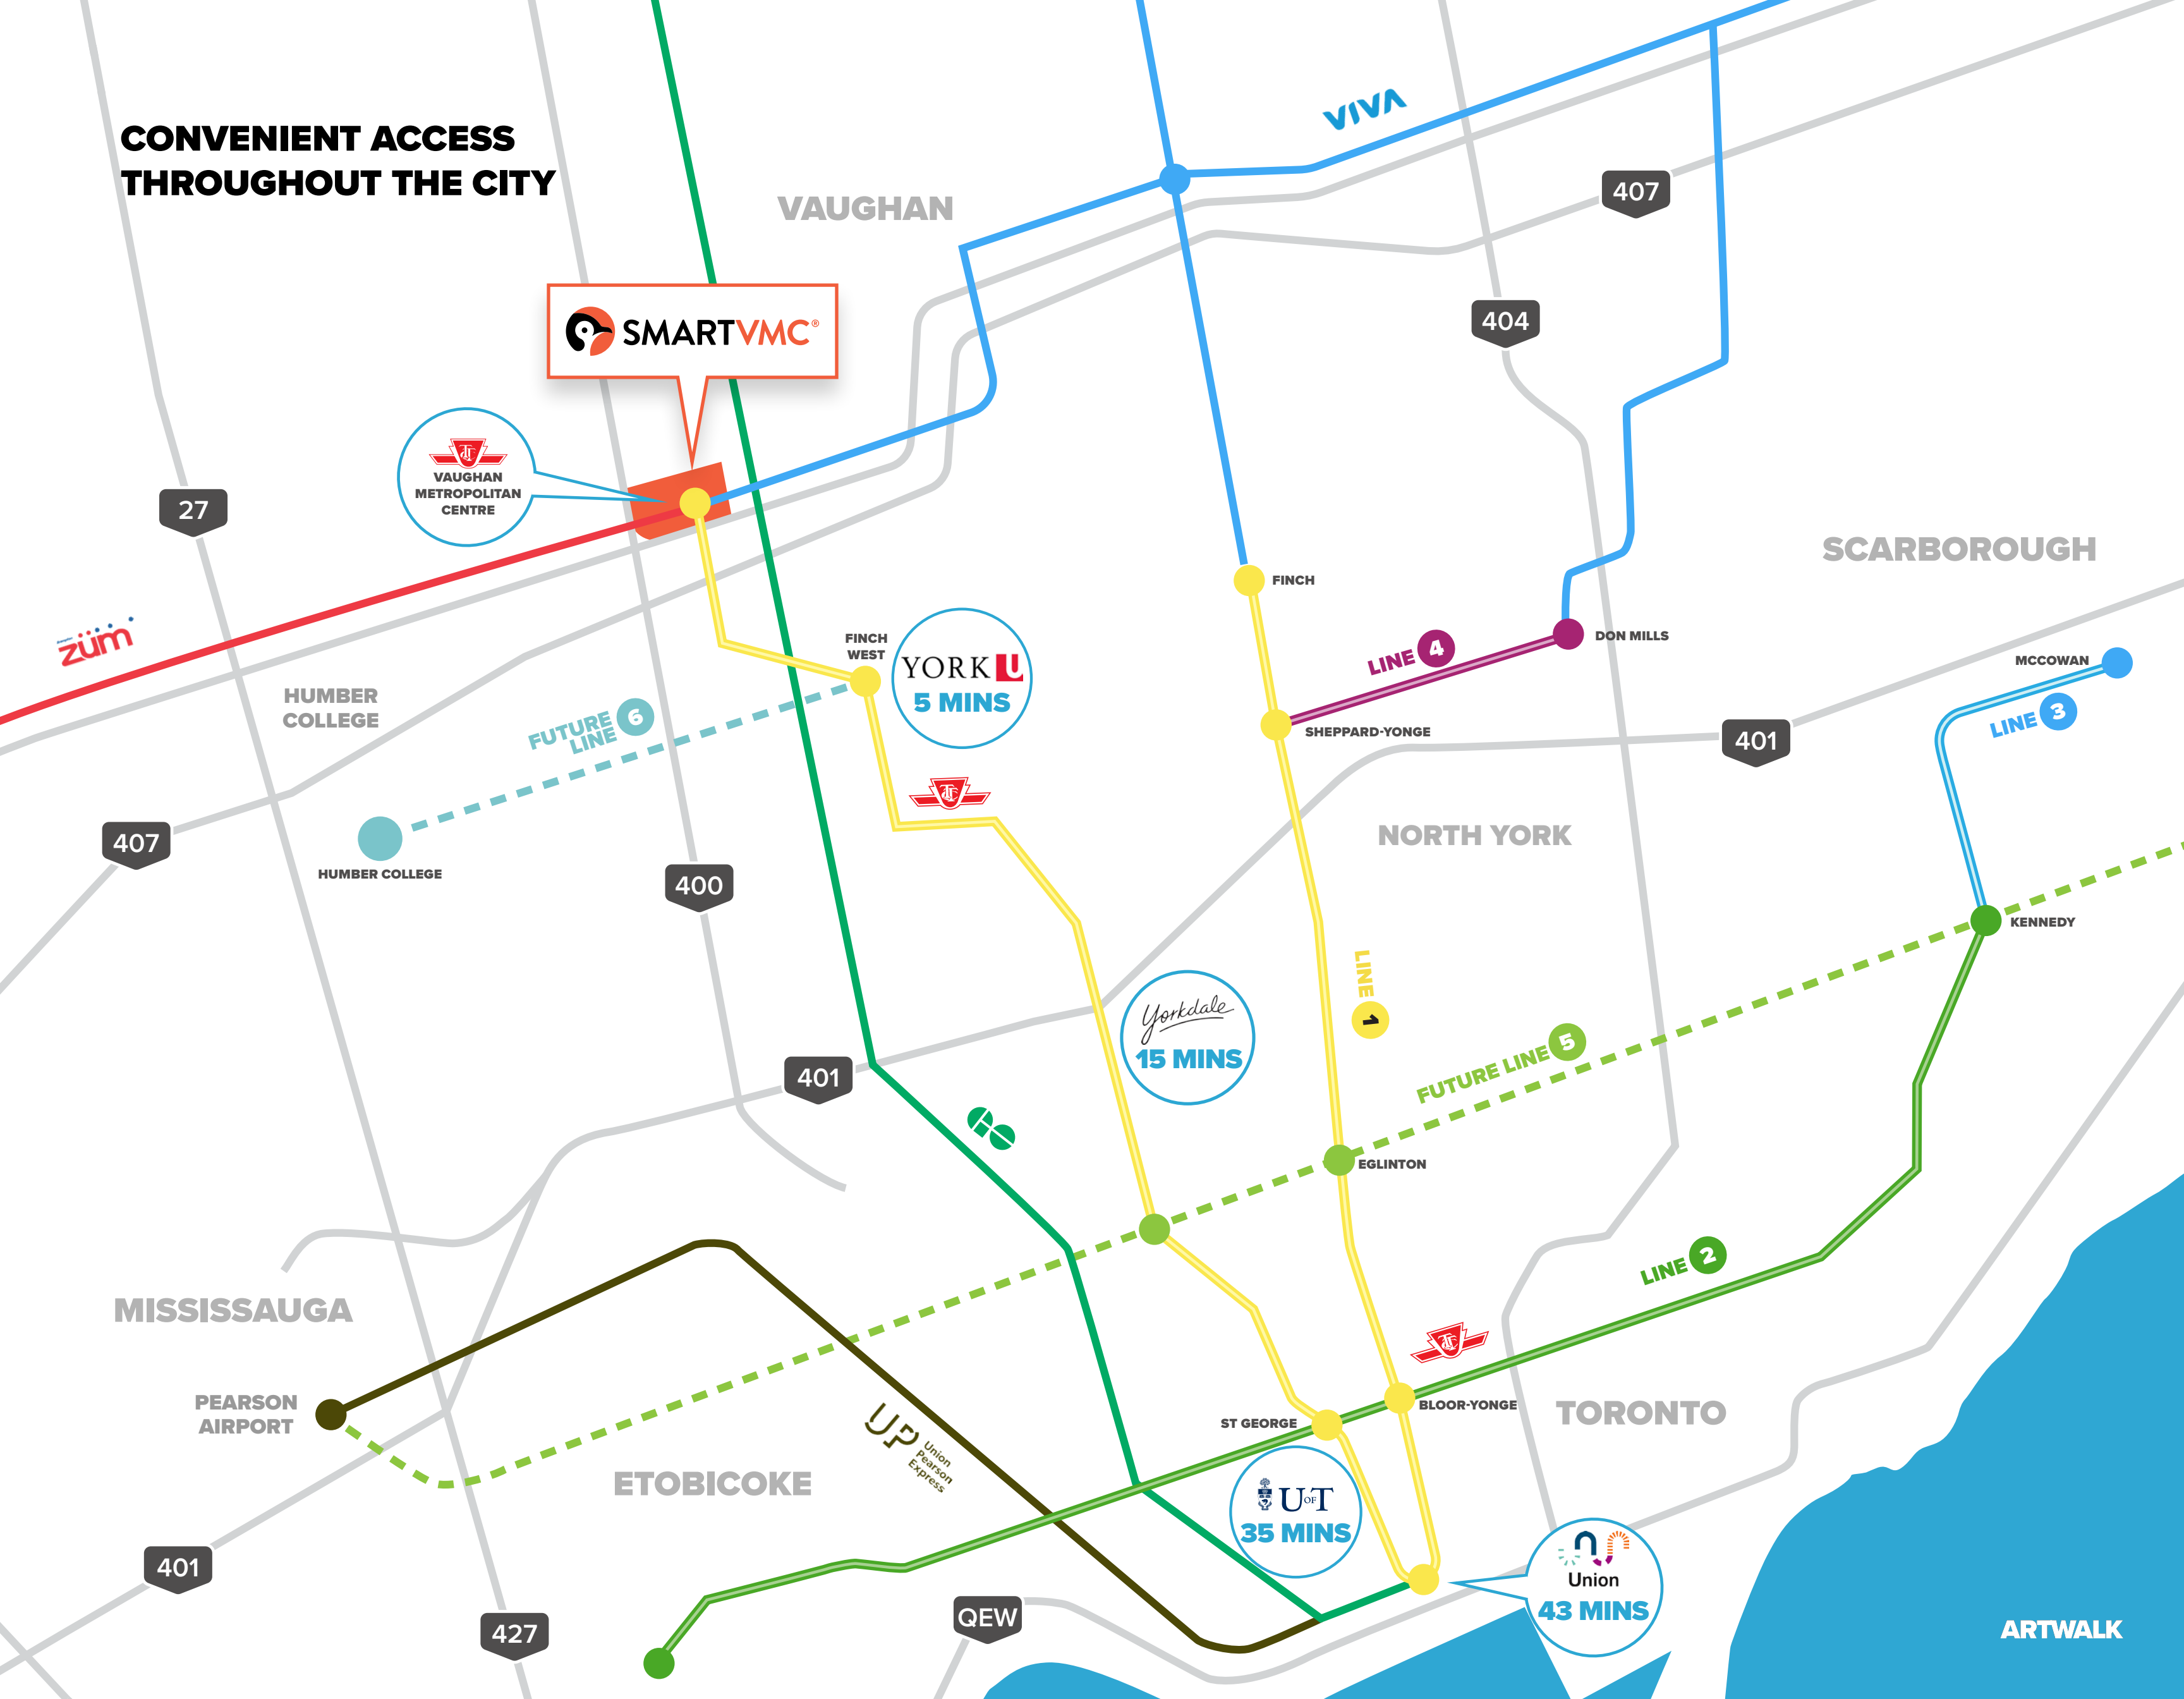 CONVENIENT ACCESS
THROUGHOUT THE CITY
VIVA
VAUGHAN
407
SMARTVMC®
404
VAUGHAN
METROPOLITAN
CENTRE
27
SCARBOROUGH
FINCH
züm
FINCH
WEST
YORK U
5 MINS
LINE 4
DON MILLS
MCCOWAN
LINE 3
HUMBER
COLLEGE
FUTURE
LINE 6
SHEPPARD-YONGE
401
TTC
NORTH YORK
407
HUMBER COLLEGE
400
KENNEDY
LINE 1
Yorkdale
15 MINS
401
FUTURE LINE 5
EGLINTON
LINE 2
MISSISSAUGA
PEARSON
AIRPORT
UP
Union
Pearson
Express
TTC
BLOOR-YONGE
ST GEORGE
TORONTO
ETOBICOKE
U OF T
35 MINS
401
427
QEW
Union
43 MINS
ARTWALK